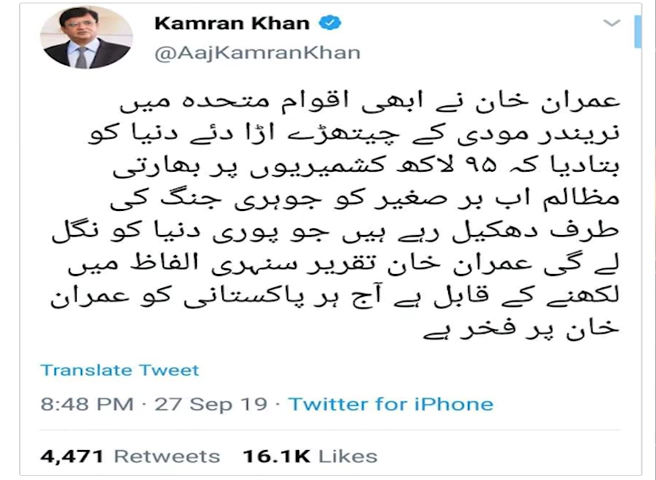 Kamran Khan
@AajKamranKhan
عمران خان نے ابھی اقوام متحدہ میں
نریندر مودی کے چیتھڑے اڑا دئے دنیا کو
بتادیا کہ ۹۵ لاکھ کشمیریوں پر بھارتی
مظالم اب بر صغیر کو جوہری جنگ کی
طرف دھکیل رہے ہیں جو پوری دنیا کو نگل
لے گی عمران خان تقریر سنہری الفاظ میں
لکھنے کے قابل ہے آج ہر پاکستانی کو عمران
خان پر فخر ہے
Translate Tweet
8:48 PM · 27 Sep 19 · Twitter for iPhone
4,471 Retweets 16.1K Likes